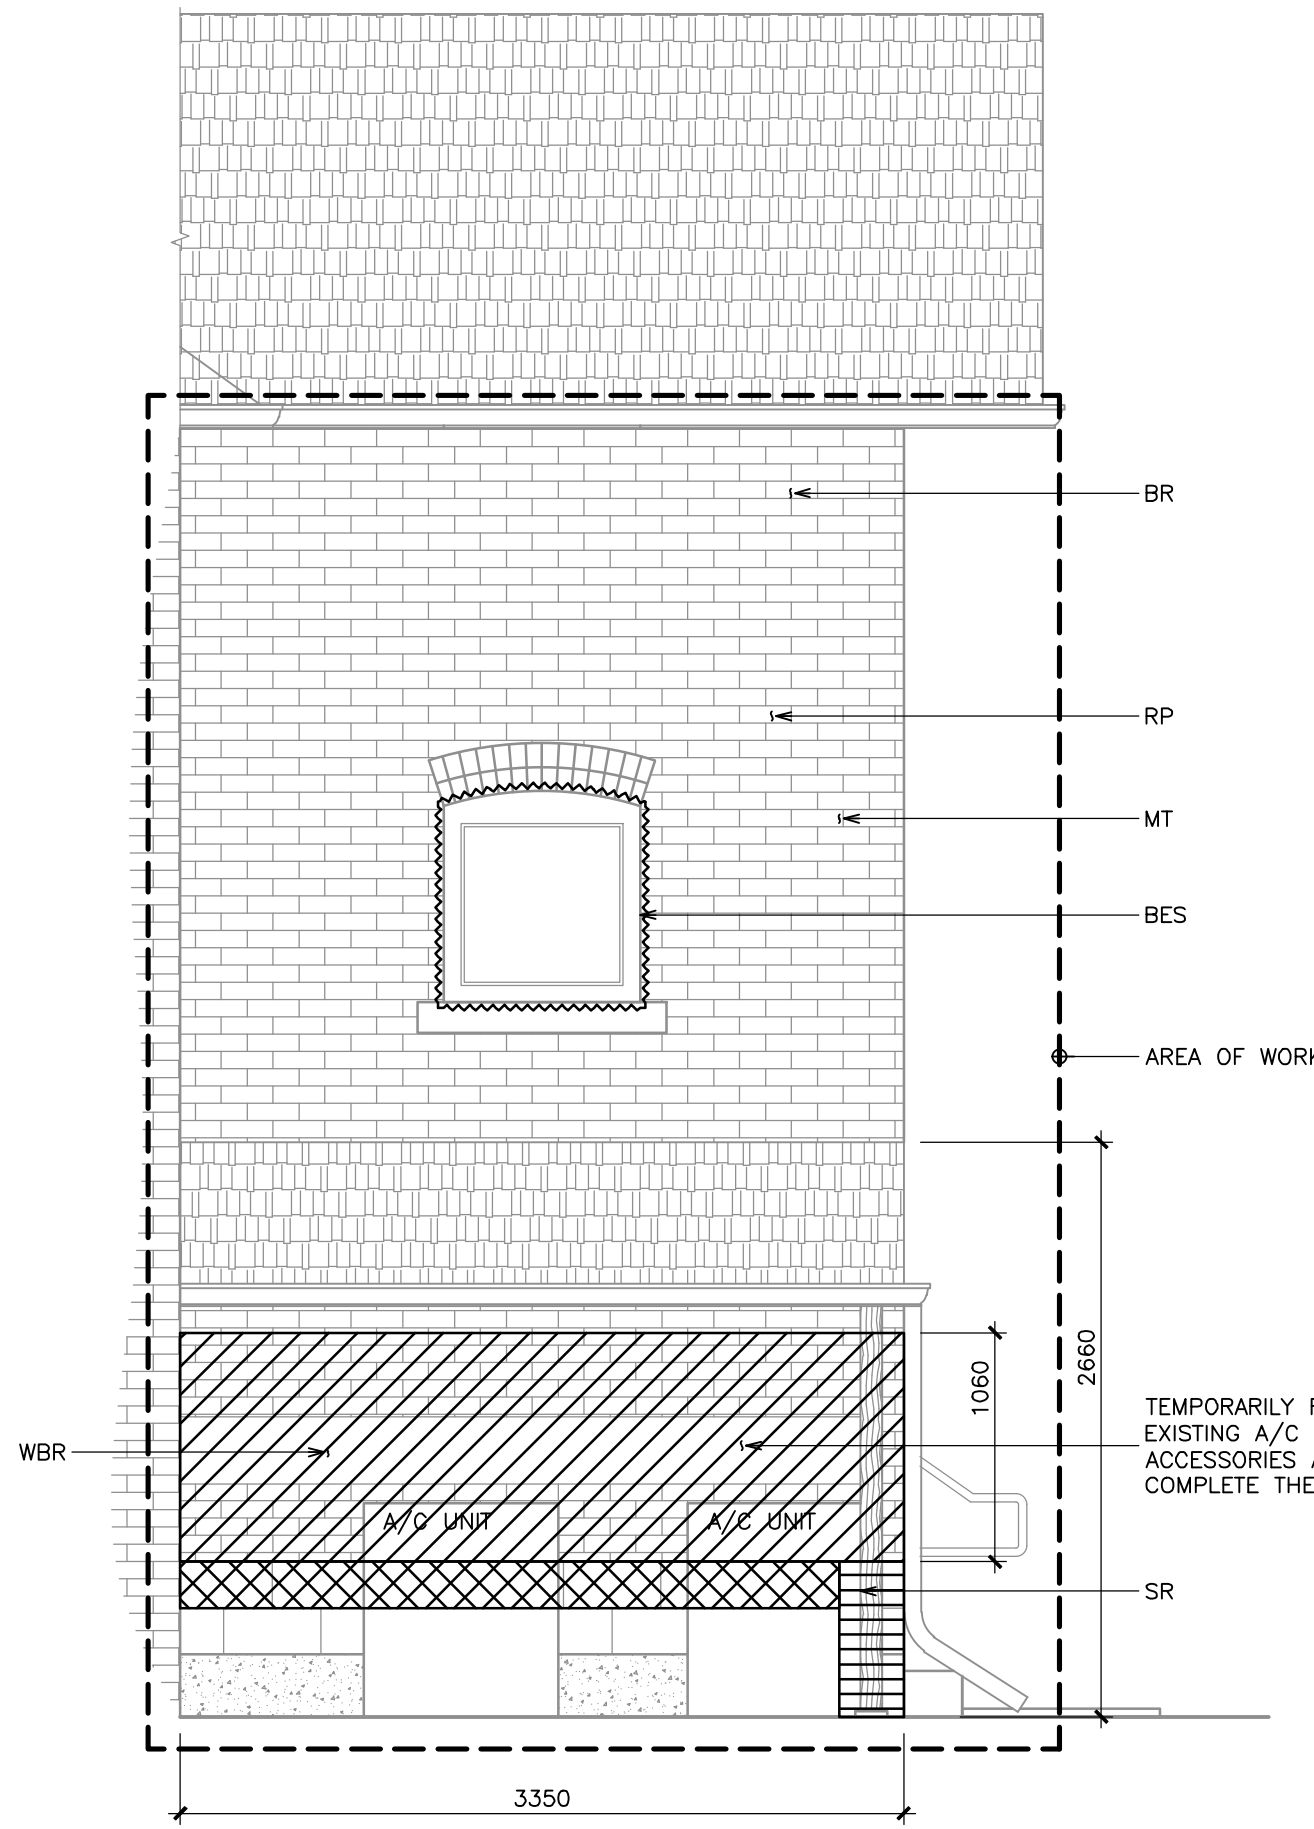 BR
RP
MT
BES
AREA OF WORK
2660
1060
TEMPORARILY
EXISTING A/C
ACCESSORIES
COMPLETE THE
WBR
A/C UNIT
A/C UNIT
SR
3350